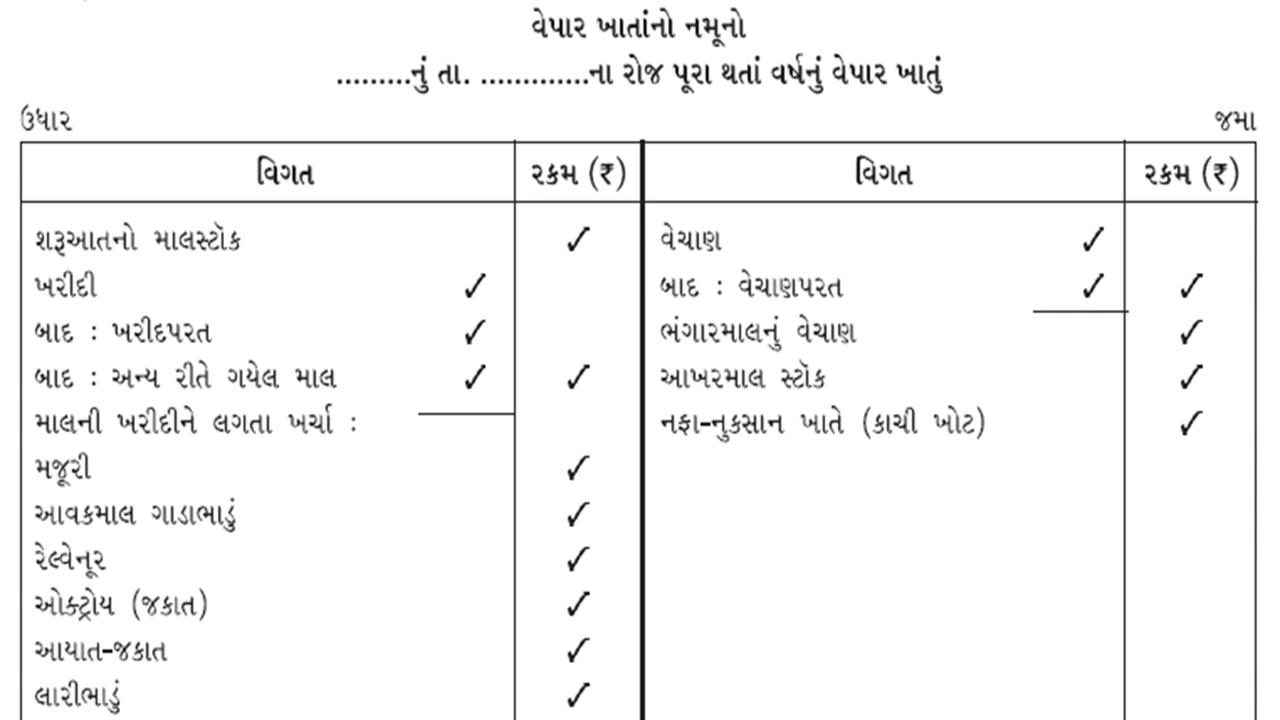 વેપાર ખાતાંનો નમૂનો
.........નું તા. .............ના રોજ પૂરા થતાં વર્ષનું વેપાર ખાતું
ઉધાર જમા
વિગત રકમ (₹) વિગત રકમ (₹)
શરૂઆતનો માલસ્ટૉક ✓ વેચાણ ✓
ખરીદી ✓ બાદ : વેચાણપરત ✓ ✓
બાદ : ખરીદપરત ✓ ભંગારમાલનું વેચાણ ✓
બાદ : અન્ય રીતે ગયેલ માલ ✓ ✓ આખરમાલ સ્ટૉક ✓
માલની ખરીદીને લગતા ખર્ચા : નફા-નુકસાન ખાતે (કાચી ખોટ) ✓
મજૂરી ✓
આવકમાલ ગાડાભાડું ✓
રેલ્વેનૂર ✓
ઓક્ટ્રોય (જકાત) ✓
આયાત-જકાત ✓
લારીભાડું ✓